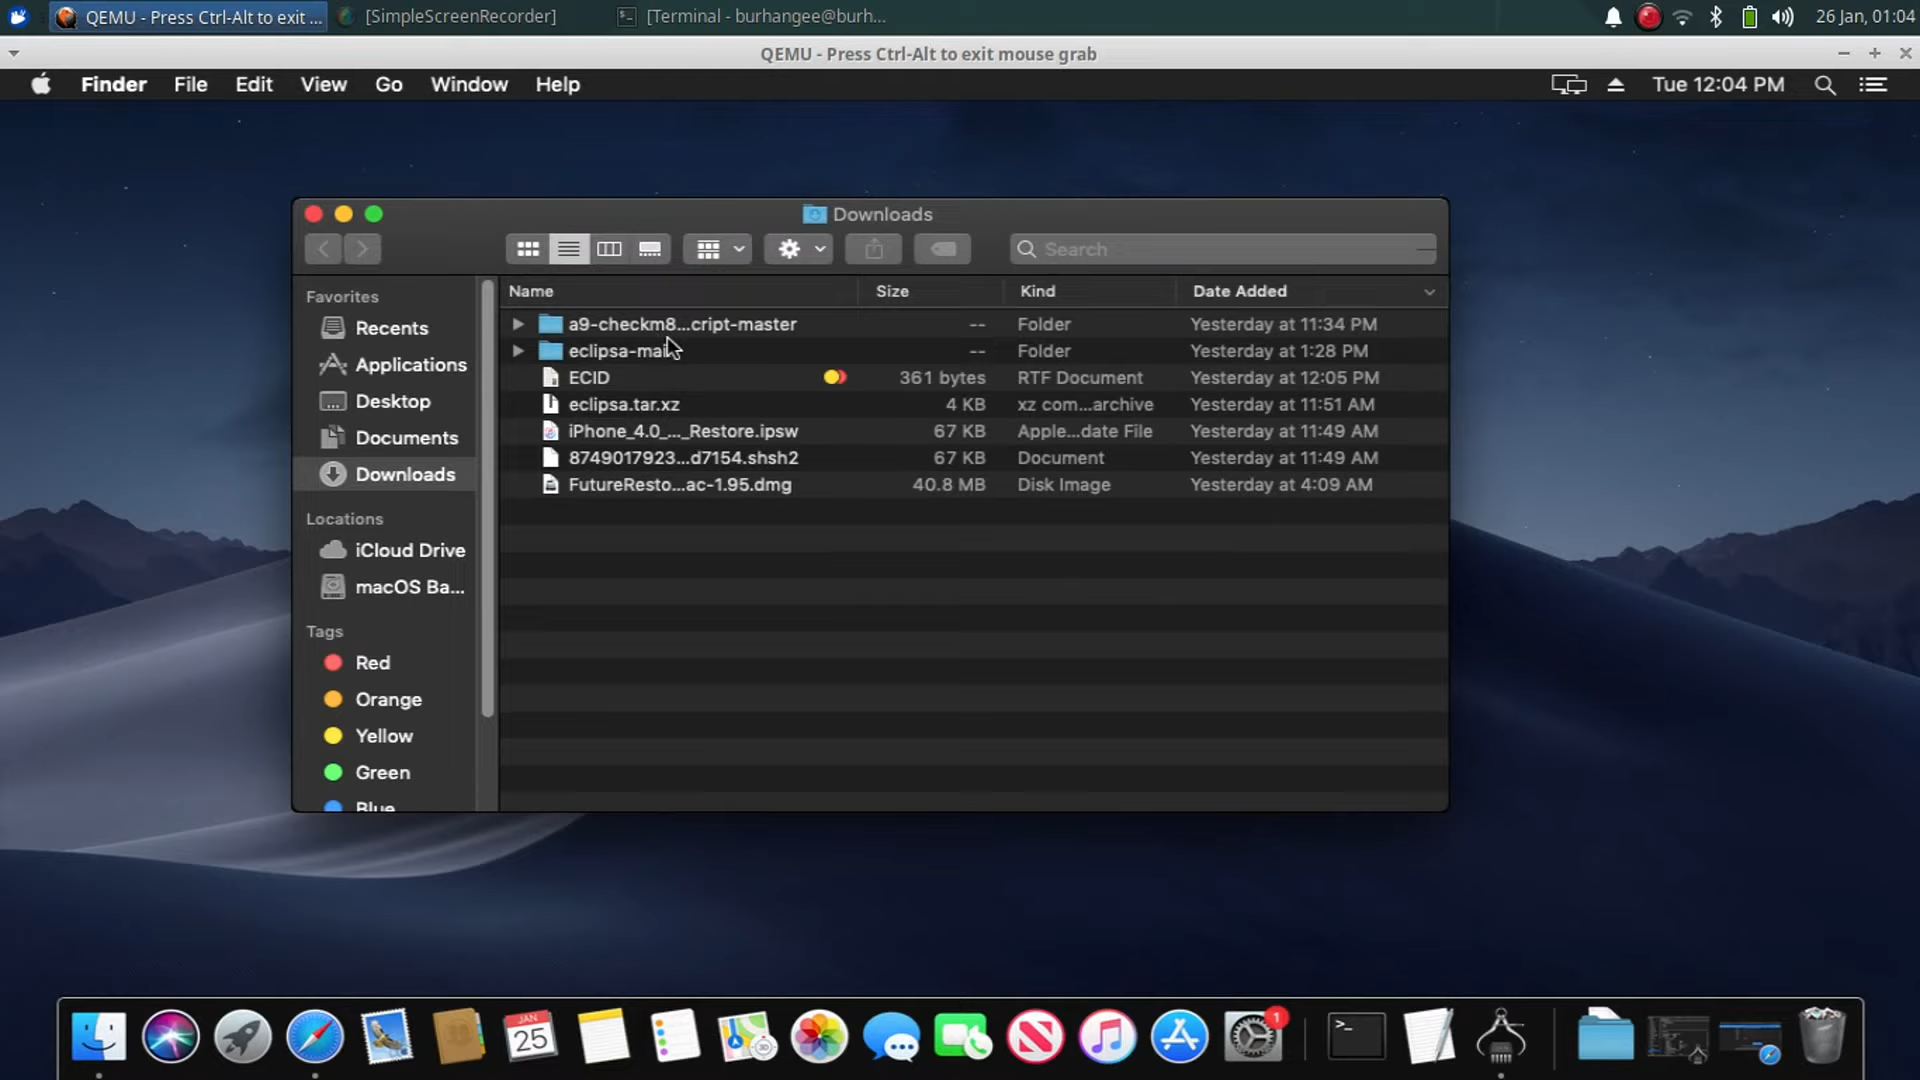 QEMU - Press Ctrl-Alt to exit ... [SimpleScreenRecorder] [Terminal - burhangee@burh... 26 Jan, 01:04
QEMU - Press Ctrl-Alt to exit mouse grab
Finder File Edit View Go Window Help Tue 12:04 PM
Downloads
Search
Favorites
Recents
Applications
Desktop
Documents
Downloads
Locations
iCloud Drive
macOS Ba...
Tags
Red
Orange
Yellow
Green
Blue
Name Size Kind Date Added
a9-checkm8...cript-master -- Folder Yesterday at 11:34 PM
eclipsa-main -- Folder Yesterday at 1:28 PM
ECID 361 bytes RTF Document Yesterday at 12:05 PM
eclipsa.tar.xz 4 KB xz com...archive Yesterday at 11:51 AM
iPhone_4.0_..._Restore.ipsw 67 KB Apple...date File Yesterday at 11:49 AM
8749017923...d7154.shsh2 67 KB Document Yesterday at 11:49 AM
FutureResto...ac-1.95.dmg 40.8 MB Disk Image Yesterday at 4:09 AM
JAN
25
1